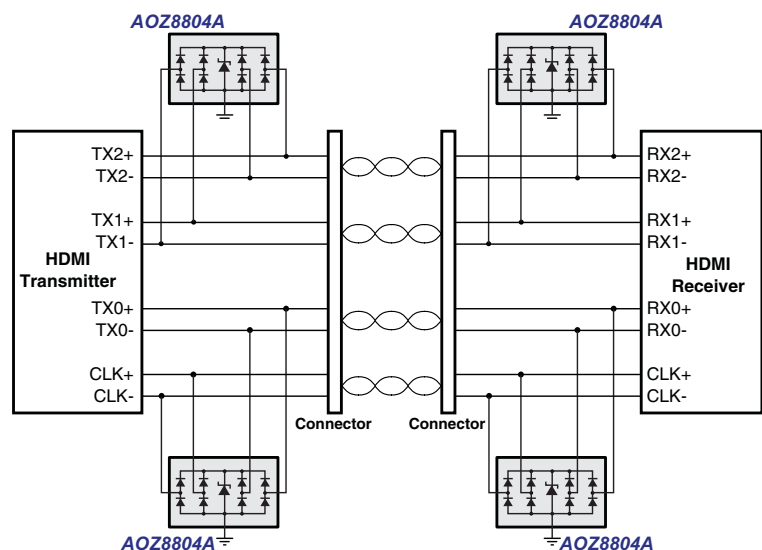 AOZ8804A
AOZ8804A
TX2+
TX2-
TX1+
TX1-
HDMI
Transmitter
TX0+
TX0-
CLK+
CLK-
RX2+
RX2-
RX1+
RX1-
HDMI
Receiver
RX0+
RX0-
CLK+
CLK-
Connector
Connector
AOZ8804A
AOZ8804A